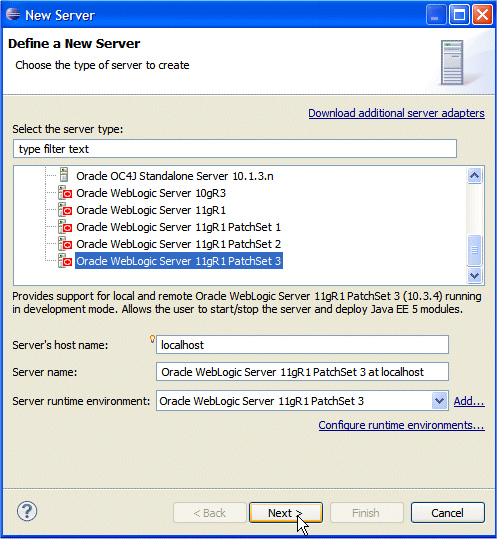 New Server
Define a New Server
Choose the type of server to create
Download additional server adapters
Select the server type:
type filter text
Oracle OC4J Standalone Server 10.1.3.n
Oracle WebLogic Server 10gR3
Oracle WebLogic Server 11gR1
Oracle WebLogic Server 11gR1 PatchSet 1
Oracle WebLogic Server 11gR1 PatchSet 2
Oracle WebLogic Server 11gR1 PatchSet 3
Provides support for local and remote Oracle WebLogic Server 11gR1 PatchSet 3 (10.3.4) running
in development mode. Allows the user to start/stop the server and deploy Java EE 5 modules.
Server's host name: localhost
Server name: Oracle WebLogic Server 11gR1 PatchSet 3 at localhost
Server runtime environment: Oracle WebLogic Server 11gR1 PatchSet 3 Add...
Configure runtime environments...
? < Back Next > Finish Cancel